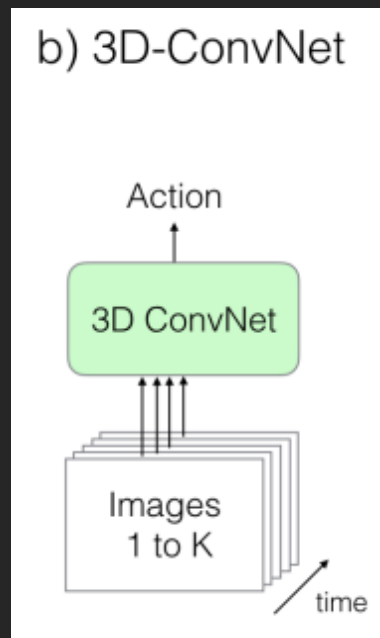 b) 3D-ConvNet
Action
3D ConvNet
Images
1 to K
time